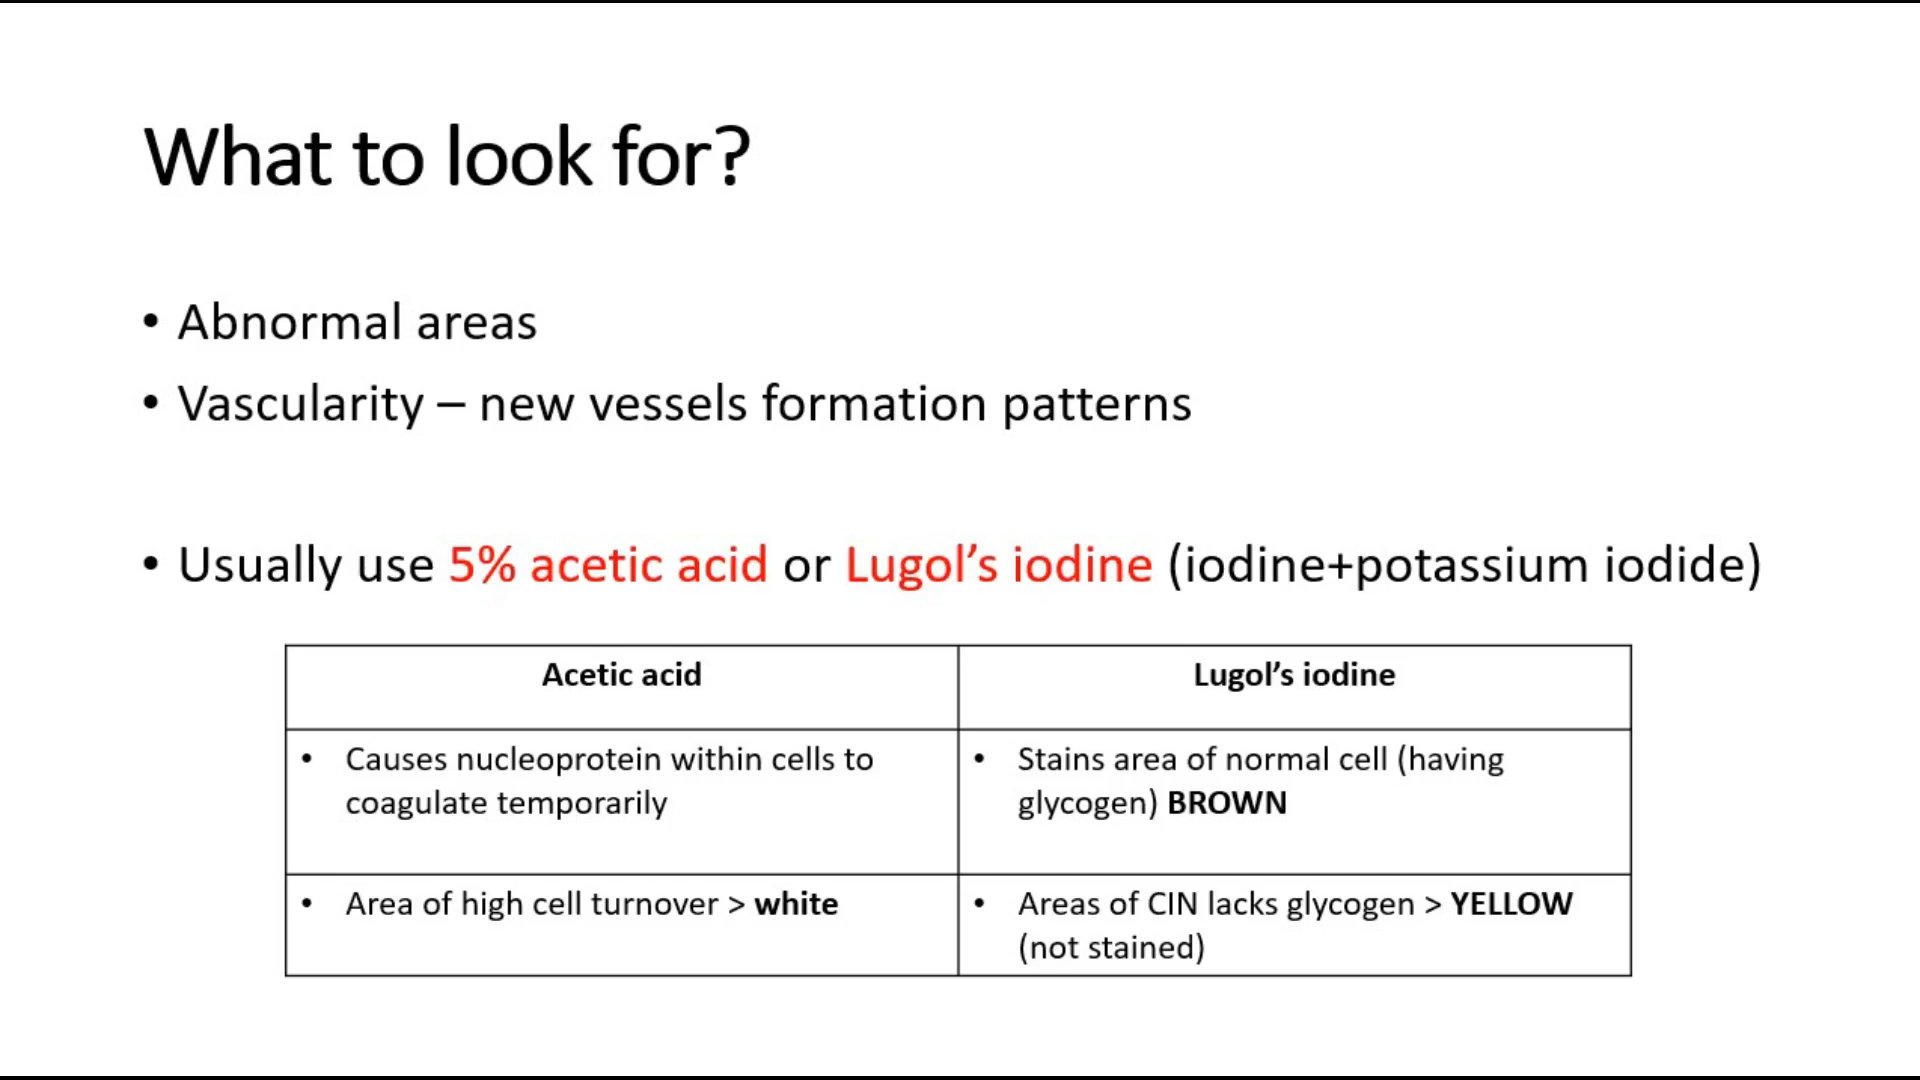 What to look for?
• Abnormal areas
• Vascularity – new vessels formation patterns
• Usually use 5% acetic acid or Lugol’s iodine (iodine+potassium iodide)
Acetic acid
Lugol’s iodine
• Causes nucleoprotein within cells to
coagulate temporarily
• Stains area of normal cell (having
glycogen) BROWN
• Area of high cell turnover > white
• Areas of CIN lacks glycogen > YELLOW
(not stained)